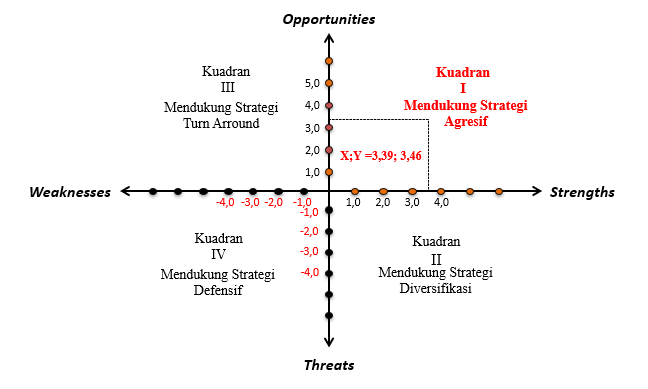 Opportunities
Kuadran
III
Mendukung Strategi
Turn Arround
Kuadran
I
Mendukung Strategi
Agresif
5,0
4,0
3,0
2,0
1,0
X;Y =3,39; 3,46
Weaknesses
Strengths
-4,0 -3,0 -2,0 -1,0
1,0 2,0 3,0 4,0
-1,0
-2,0
-3,0
-4,0
Kuadran
IV
Mendukung Strategi
Defensif
Kuadran
II
Mendukung Strategi
Diversifikasi
Threats